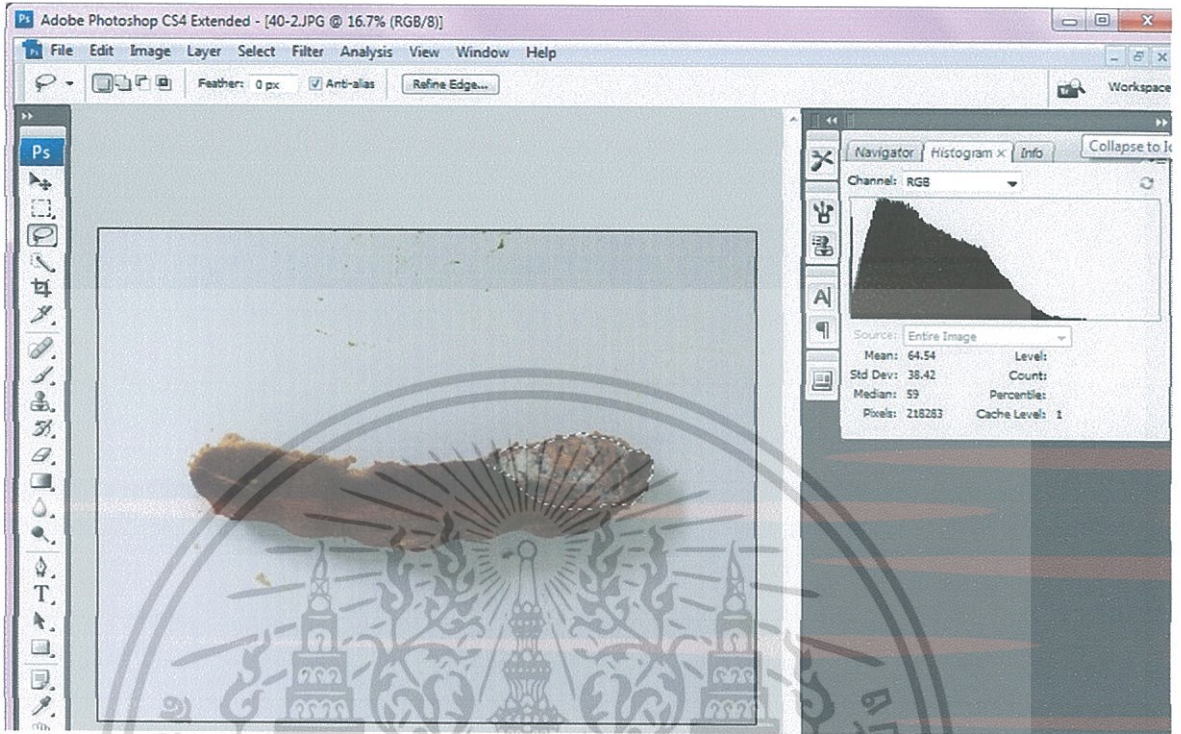 Ps Adobe Photoshop CS4 Extended - [40-2.JPG @ 16.7% (RGB/8)]
Ps File Edit Image Layer Select Filter Analysis View Window Help
Feather: 0 px Anti-alias Refine Edge... Workspace
Ps
Navigator Histogram × Info Collapse to
Channel: RGB
A
¶
T
Source: Entire Image
Mean: 64.54 Level:
Std Dev: 38.42 Count:
Median: 59 Percentile:
Pixels: 218283 Cache Level: 1